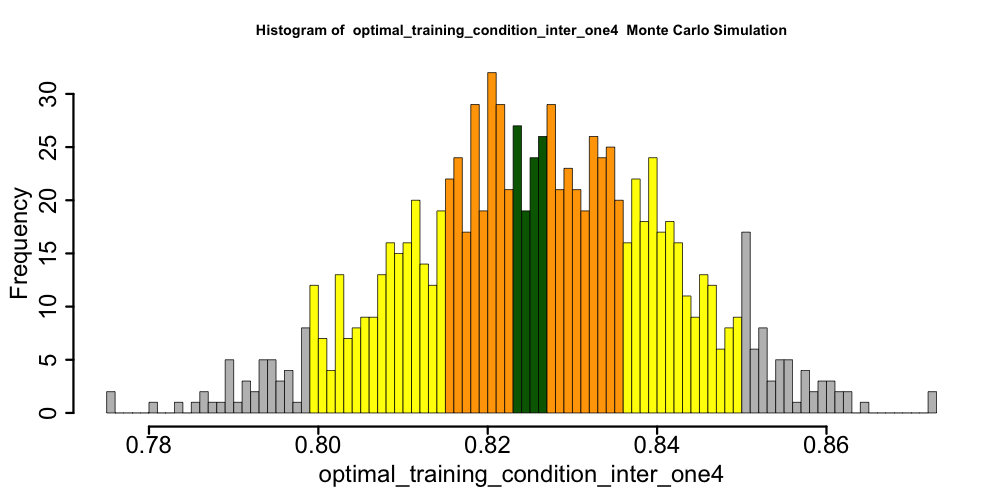 Histogram of  optimal_training_condition_inter_one4  Monte Carlo Simulation
Frequency
30
25
20
15
10
5
0
0.78 0.80 0.82 0.84 0.86
optimal_training_condition_inter_one4